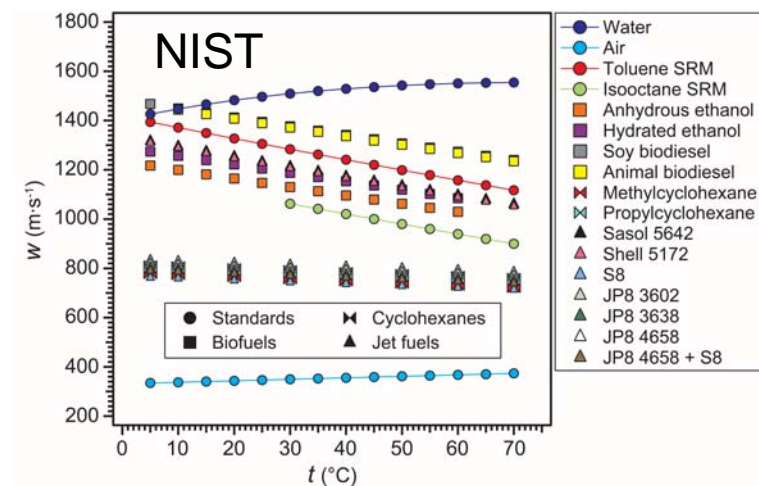 NIST
1800
1600
1400
1200
1000
800
600
400
200
w (m·s⁻¹)
0 10 20 30 40 50 60 70
t (°C)
Standards
Cyclohexanes
Biofuels
Jet fuels
Water
Air
Toluene SRM
Isooctane SRM
Anhydrous ethanol
Hydrated ethanol
Soy biodiesel
Animal biodiesel
Methylcyclohexane
Propylcyclohexane
Sasol 5642
Shell 5172
S8
JP8 3602
JP8 3638
JP8 4658
JP8 4658 + S8